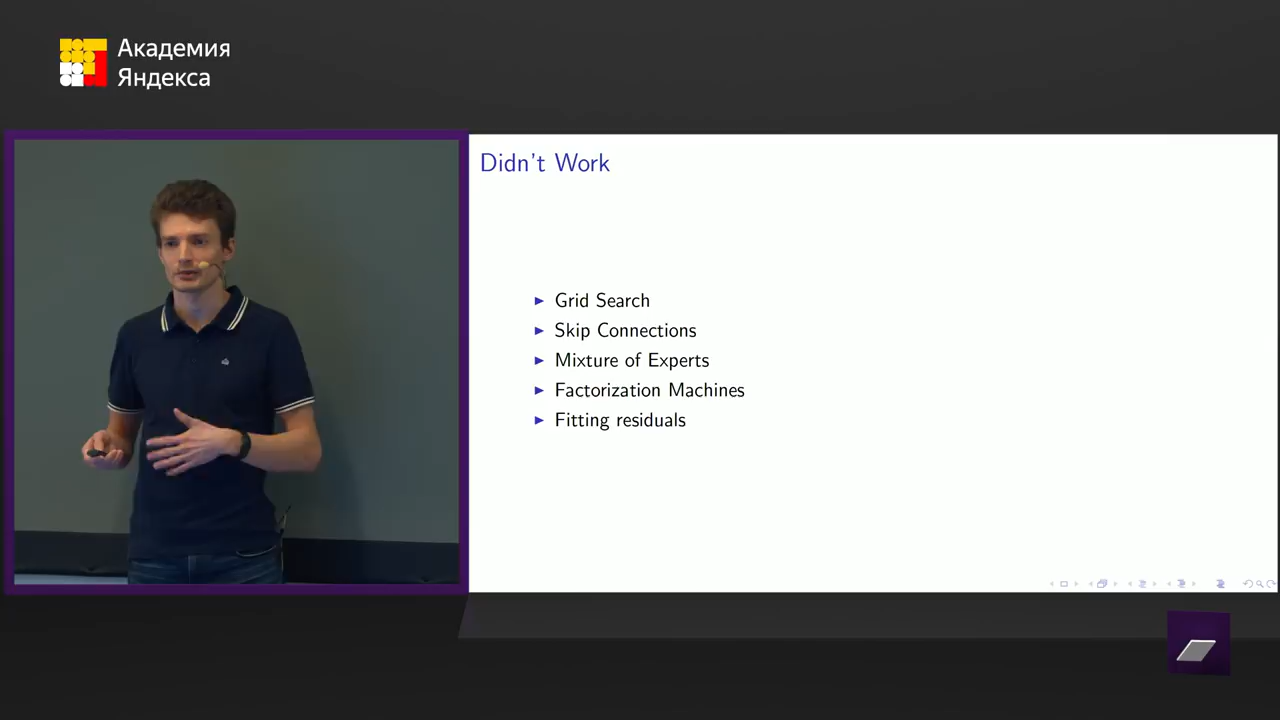 Академия
Яндекса
Didn't Work
Grid Search
Skip Connections
Mixture of Experts
Factorization Machines
Fitting residuals